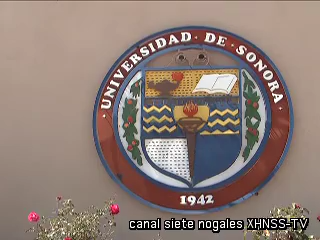 UNIVERSIDAD · DE · SONORA ·
1942
canal siete nogales XHNSS-TV